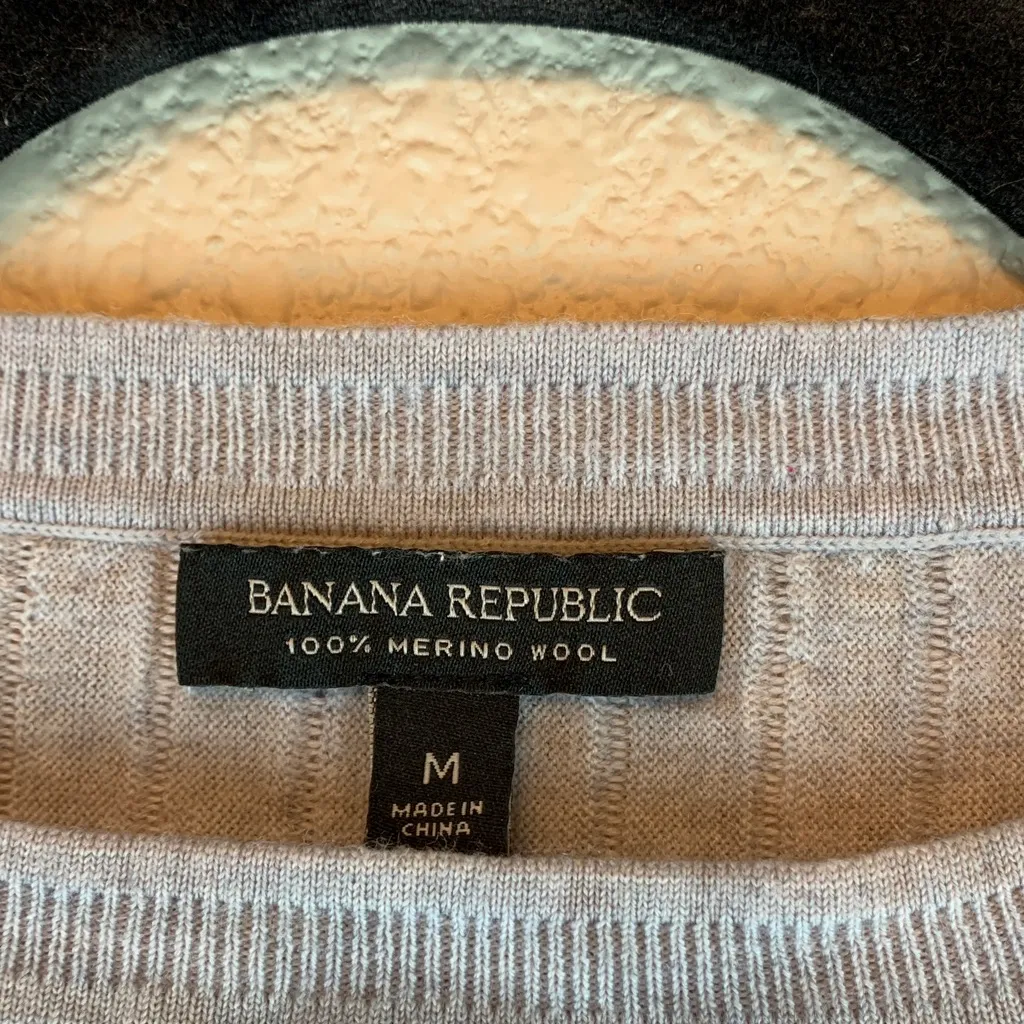 BANANA REPUBLIC
100% MERINO WOOL
M
MADE IN
CHINA